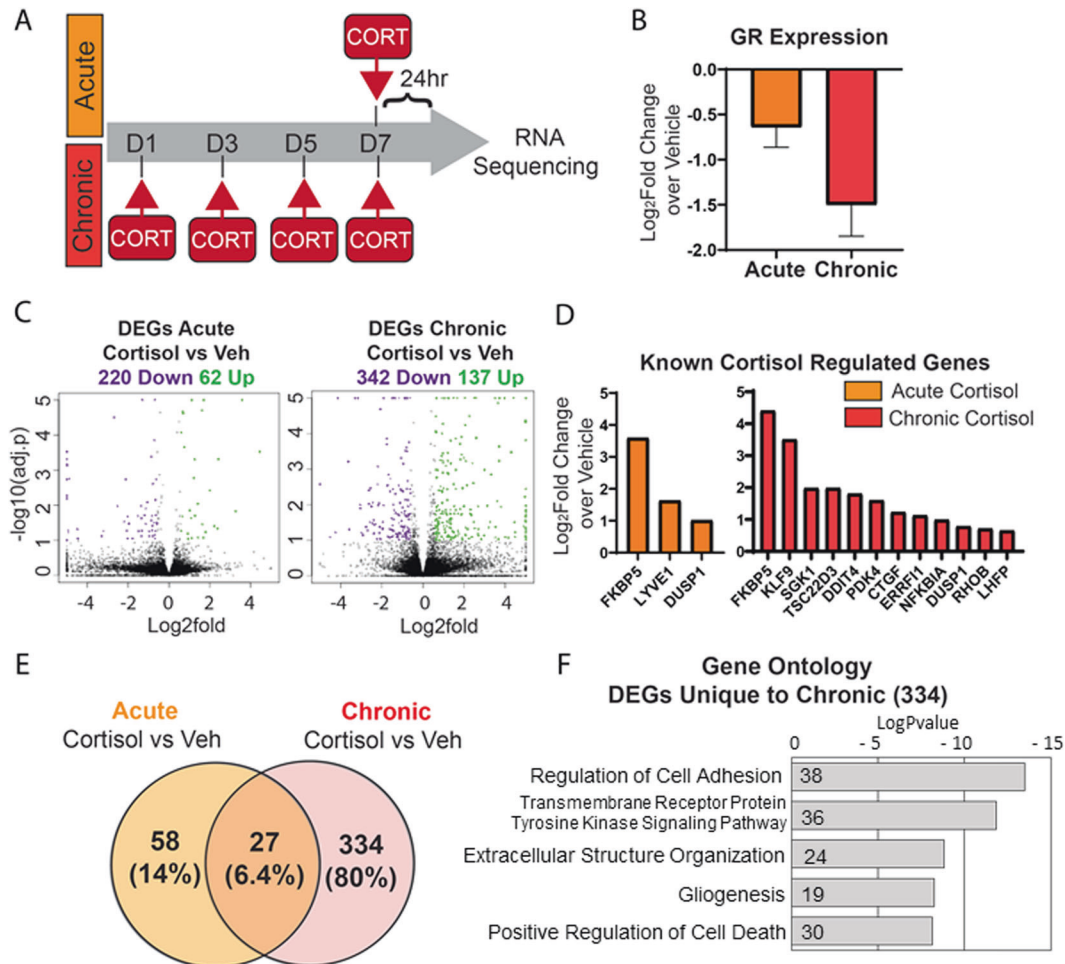 A
Acute
Chronic
CORT
24hr
D1 D3 D5 D7
RNA
Sequencing
CORT CORT CORT CORT
B
GR Expression
Log2Fold Change
over Vehicle
0.0
-0.5
-1.0
-1.5
-2.0
Acute Chronic
C
DEGs Acute
Cortisol vs Veh
220 Down 62 Up
DEGs Chronic
Cortisol vs Veh
342 Down 137 Up
-log10(adj.p)
5
4
3
2
1
0
-4 -2 0 2 4
Log2fold
5
4
3
2
1
0
-4 -2 0 2 4
Log2fold
D
Known Cortisol Regulated Genes
Acute Cortisol
Chronic Cortisol
Log2Fold Change
over Vehicle
5
4
3
2
1
0
FKBP5 LYVE1 DUSP1
5
4
3
2
1
0
FKBP5 KLF9 SGK1 TSC22D3 DDIT4 PDK4 CTGF ERRFI1 NFKBIA DUSP1 RHOB LHFP
E
Acute
Cortisol vs Veh
Chronic
Cortisol vs Veh
58
(14%)
27
(6.4%)
334
(80%)
F
Gene Ontology
DEGs Unique to Chronic (334)
LogPvalue
0 - 5 - 10 - 15
Regulation of Cell Adhesion 38
Transmembrane Receptor Protein
Tyrosine Kinase Signaling Pathway 36
Extracellular Structure Organization 24
Gliogenesis 19
Positive Regulation of Cell Death 30